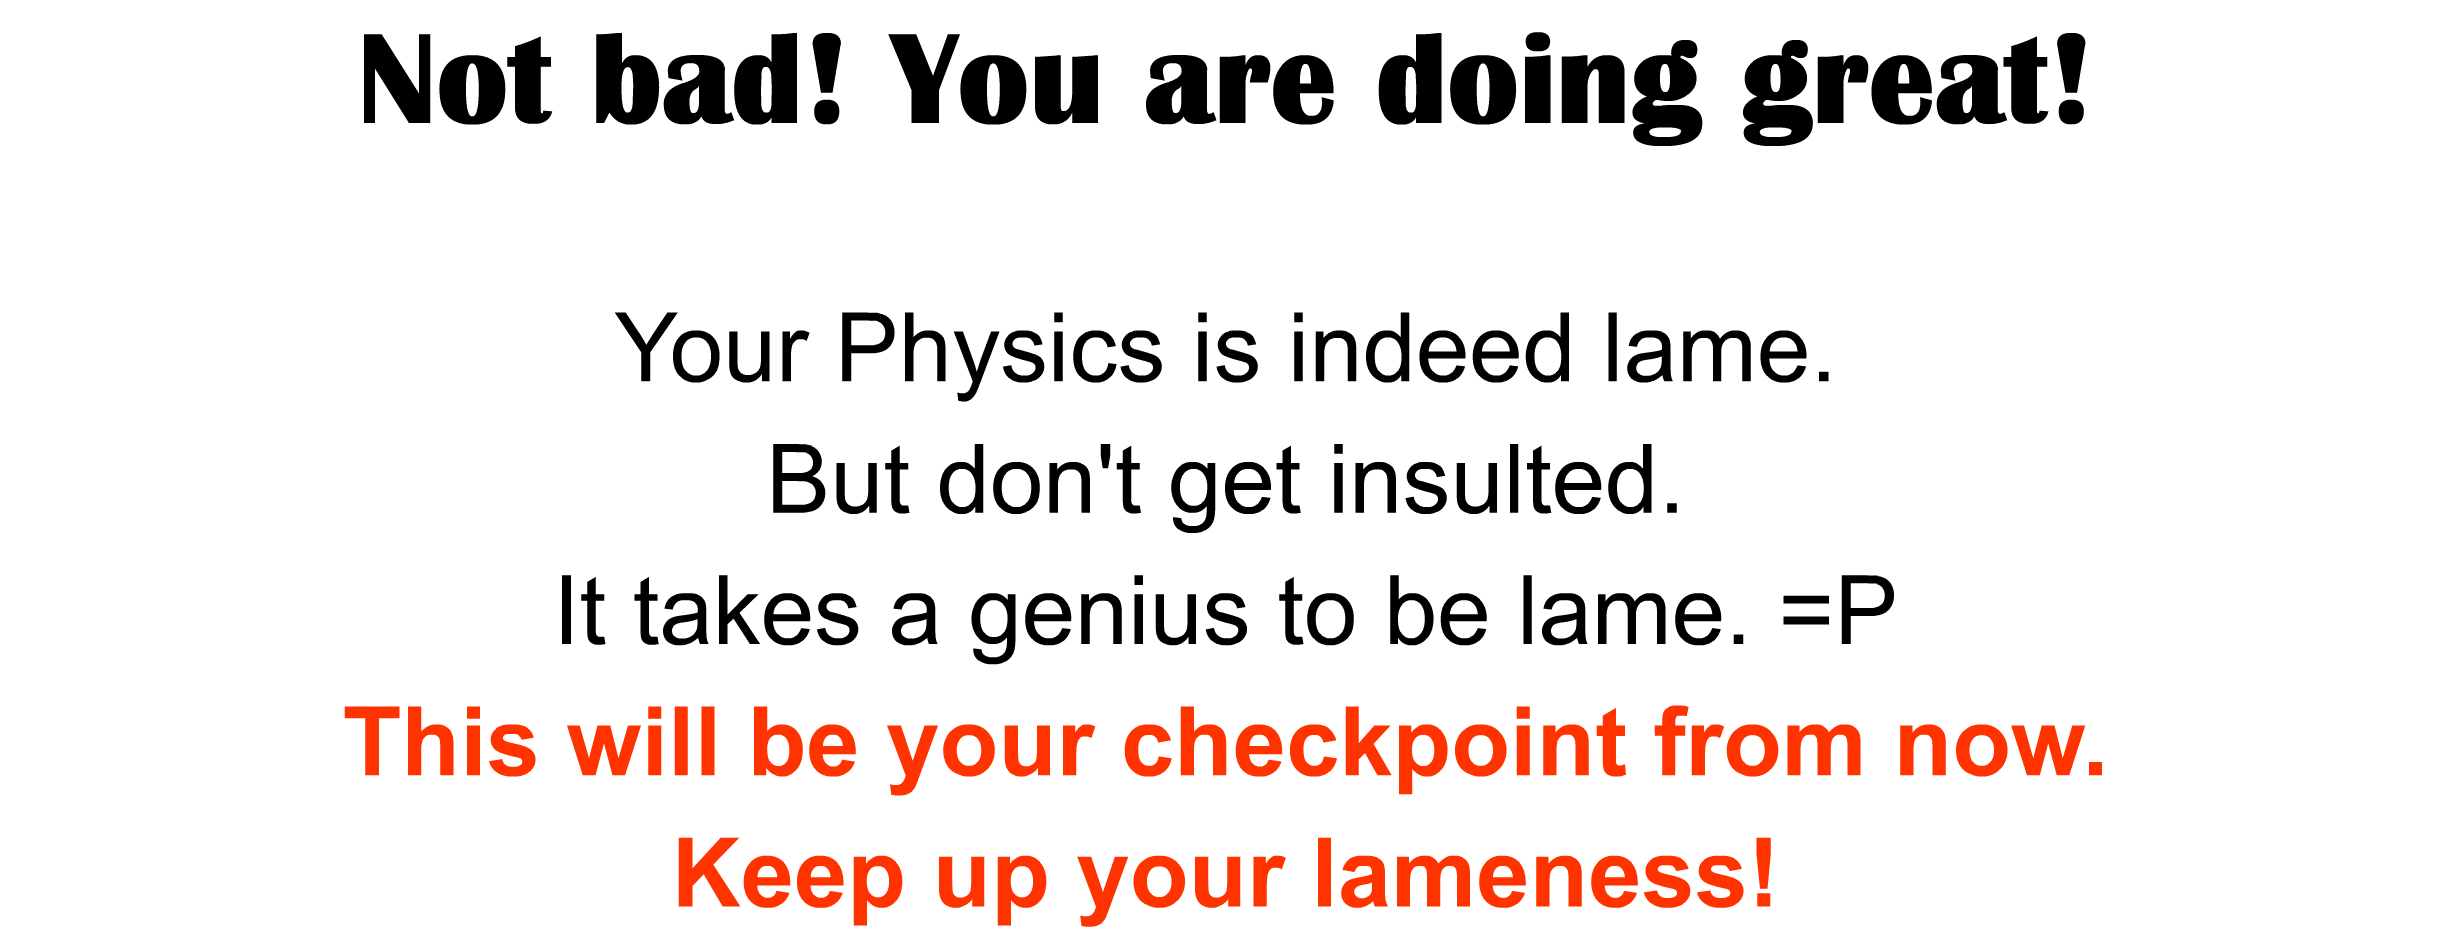 Not bad! You are doing great!
Your Physics is indeed lame.
But don't get insulted.
It takes a genius to be lame. =P
This will be your checkpoint from now.
Keep up your lameness!